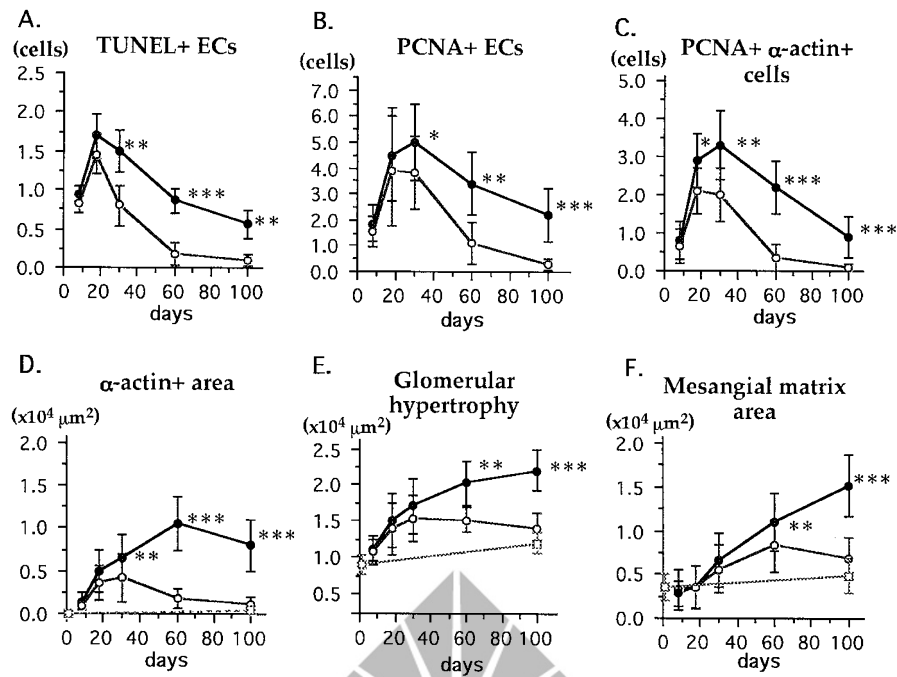 A.
TUNEL+ ECs
(cells)
2.5
2.0
1.5
1.0
0.5
0.0
**
***
**
0 20 40 60 80 100
days
B.
PCNA+ ECs
(cells)
7.0
6.0
5.0
4.0
3.0
2.0
1.0
0.0
*
**
***
0 20 40 60 80 100
days
C.
PCNA+ α-actin+
cells
(cells)
5.0
4.0
3.0
2.0
1.0
0.0
* **
***
***
0 20 40 60 80 100
days
D.
α-actin+ area
(x10⁴ μm²)
2.0
1.5
1.0
0.5
0.0
**
***
***
0 20 40 60 80 100
days
E.
Glomerular
hypertrophy
(x10⁴ μm²)
2.5
2.0
1.5
1.0
0.5
**
***
0 20 40 60 80 100
days
F.
Mesangial matrix
area
(x10⁴ μm²)
2.0
1.5
1.0
0.5
0.0
**
***
0 20 40 60 80 100
days